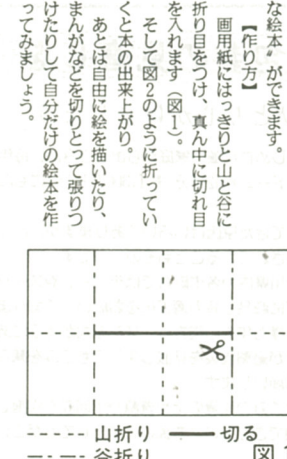 な絵本〟ができます。
【作り方】
画用紙にはっきりと山と谷に
折り目をつけ、真ん中に切れ目
を入れます（図1）。
そして図2のように折ってい
くと本の出来上がり。
あとは自由に絵を描いたり、
まんがなどを切りとって張りつ
けたりして自分だけの絵本を作
ってみましょう。
山折り
切る
谷折り
図1